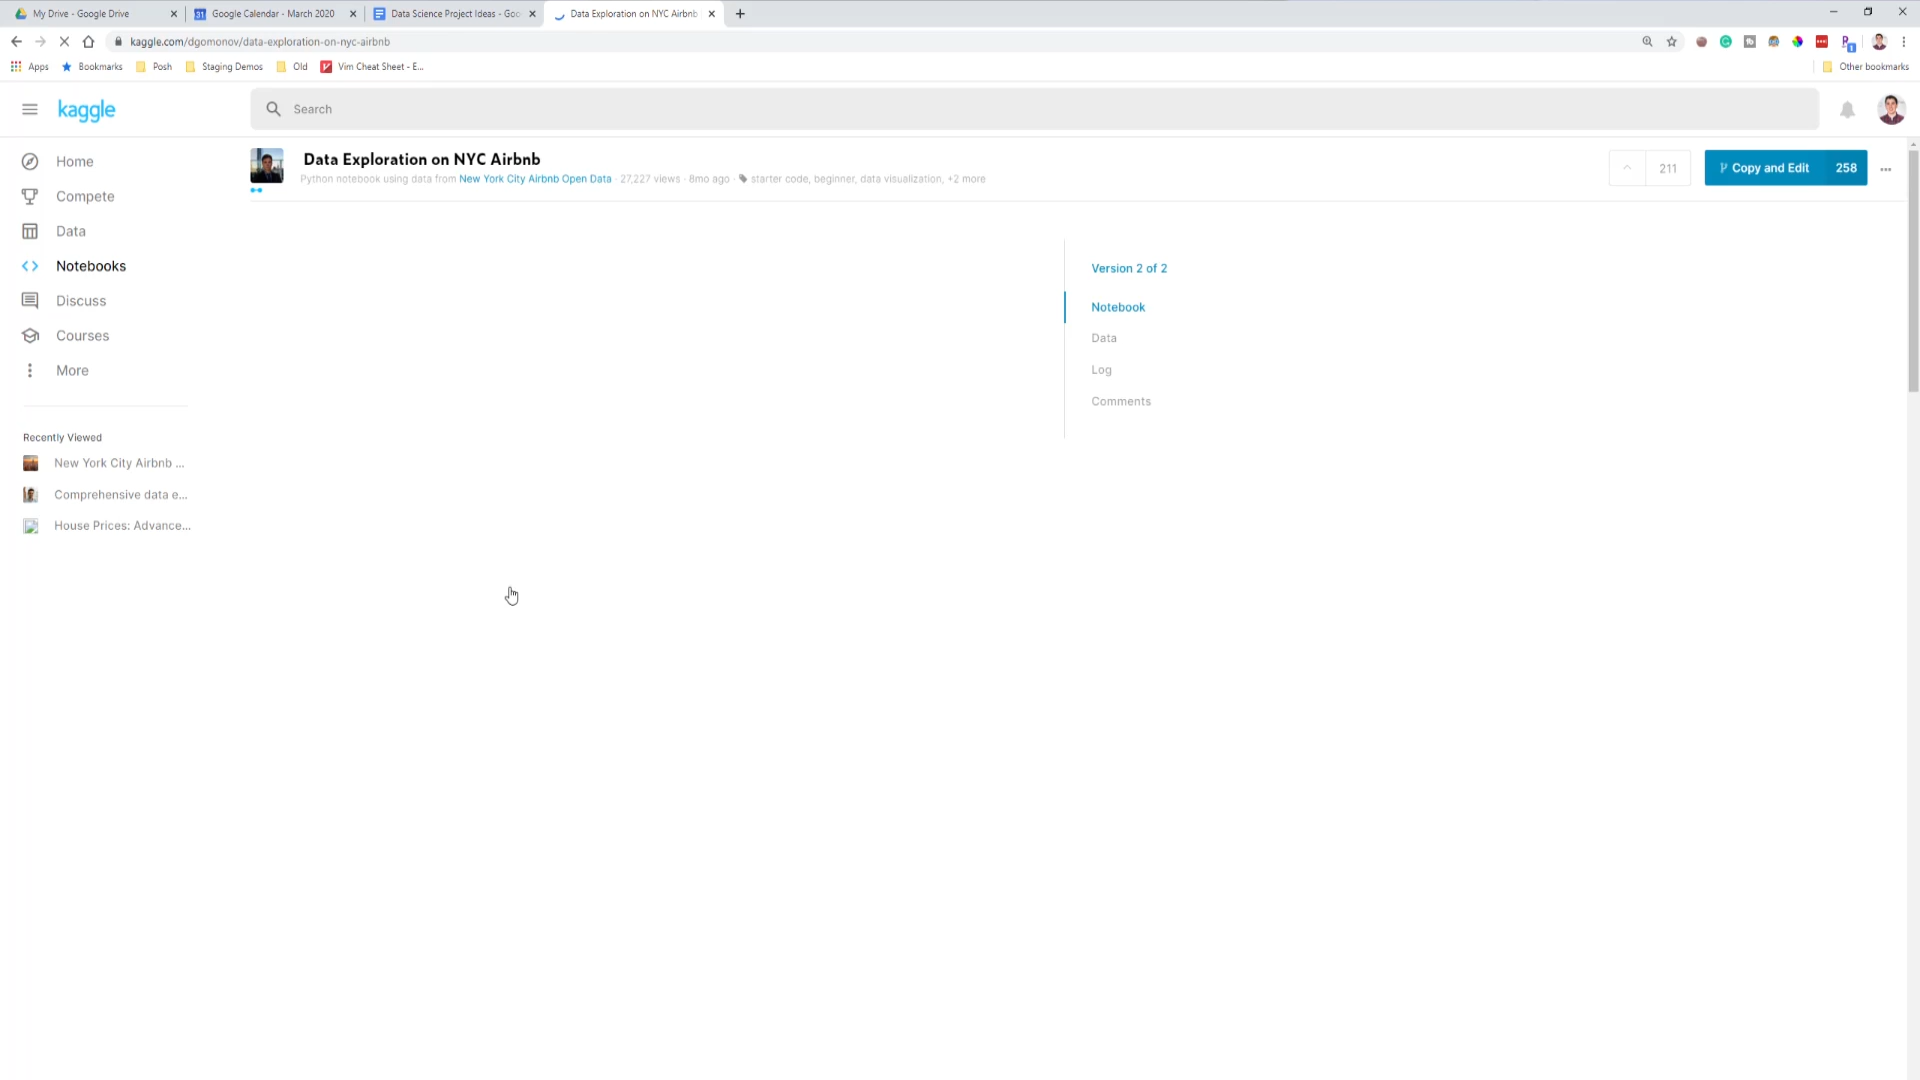 My Drive - Google Drive
31 Google Calendar - March 2020
Data Science Project Ideas - Goo
Data Exploration on NYC Airbnb
kaggle.com/dgomonov/data-exploration-on-nyc-airbnb
Apps
Bookmarks
Posh
Staging Demos
Old
Vim Cheat Sheet - E...
Other bookmarks
kaggle
Search
Home
Compete
Data
Notebooks
Discuss
Courses
More
Recently Viewed
New York City Airbnb ...
Comprehensive data e...
House Prices: Advance...
Data Exploration on NYC Airbnb
Python notebook using data from New York City Airbnb Open Data · 27,227 views · 8mo ago · starter code, beginner, data visualization, +2 more
211
Copy and Edit 258
Version 2 of 2
Notebook
Data
Log
Comments